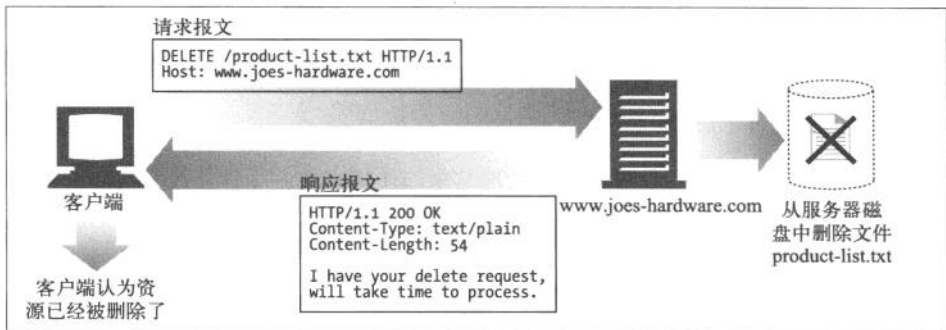 请求报文
DELETE /product-list.txt HTTP/1.1
Host: www.joes-hardware.com
客户端
客户端认为资
源已经被删除了
响应报文
HTTP/1.1 200 OK
Content-Type: text/plain
Content-Length: 54
I have your delete request,
will take time to process.
www.joes-hardware.com
从服务器磁
盘中删除文件
product-list.txt